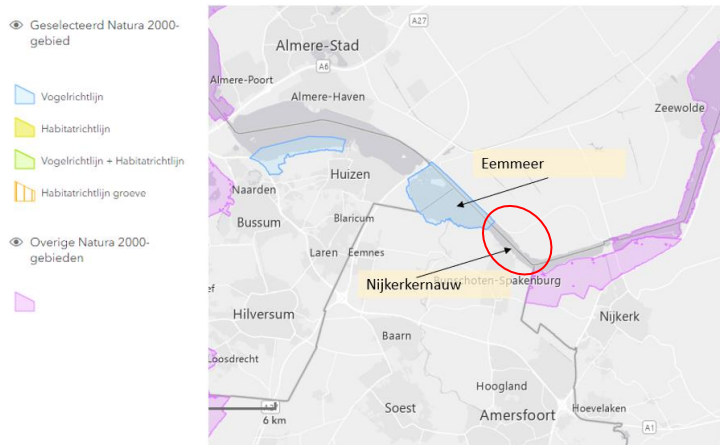 Geselecteerd Natura 2000-
gebied
Vogelrichtlijn
Habitatrichtlijn
Vogelrichtlijn + Habitatrichtlijn
Habitatrichtlijn groeve
Overige Natura 2000-
gebieden
A27
Almere-Stad
A6
Almere-Poort
Almere-Haven
Zeewolde
Eemmeer
Huizen
Naarden
Blaricum
Bussum
Laren
Eemnes
Nijkerkernauw
Bunschoten-Spakenburg
Hilversum
Nijkerk
Baarn
Loosdrecht
Hoogland
6 km
Soest
Amersfoort
Hoevelaken
A1